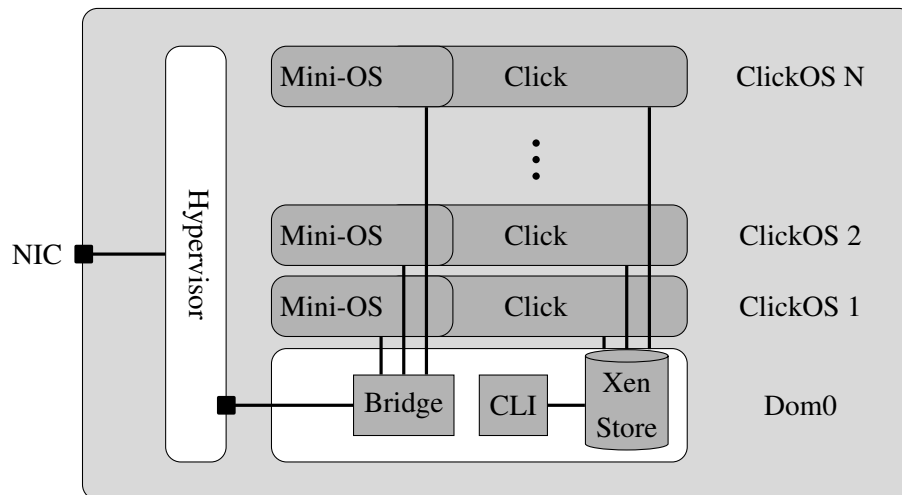 Mini-OS Click ClickOS N
Hypervisor
Mini-OS Click ClickOS 2
NIC
Mini-OS Click ClickOS 1
Bridge CLI Xen Store Dom0